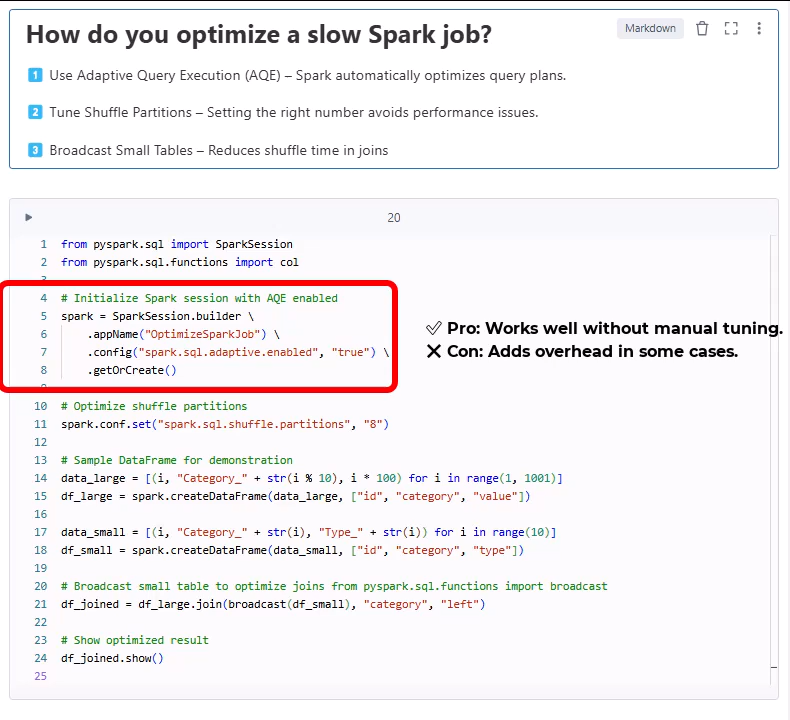 How do you optimize a slow Spark job?
Markdown
1 Use Adaptive Query Execution (AQE) – Spark automatically optimizes query plans.
2 Tune Shuffle Partitions – Setting the right number avoids performance issues.
3 Broadcast Small Tables – Reduces shuffle time in joins
20
1 from pyspark.sql import SparkSession
2 from pyspark.sql.functions import col
3
4 # Initialize Spark session with AQE enabled
5 spark = SparkSession.builder \
6 .appName("OptimizeSparkJob") \
7 .config("spark.sql.adaptive.enabled", "true") \
8 .getOrCreate()
9
✅ Pro: Works well without manual tuning.
❌ Con: Adds overhead in some cases.
10 # Optimize shuffle partitions
11 spark.conf.set("spark.sql.shuffle.partitions", "8")
12
13 # Sample DataFrame for demonstration
14 data_large = [(i, "Category_" + str(i % 10), i * 100) for i in range(1, 1001)]
15 df_large = spark.createDataFrame(data_large, ["id", "category", "value"])
16
17 data_small = [(i, "Category_" + str(i), "Type_" + str(i)) for i in range(10)]
18 df_small = spark.createDataFrame(data_small, ["id", "category", "type"])
19
20 # Broadcast small table to optimize joins from pyspark.sql.functions import broadcast
21 df_joined = df_large.join(broadcast(df_small), "category", "left")
22
23 # Show optimized result
24 df_joined.show()
25